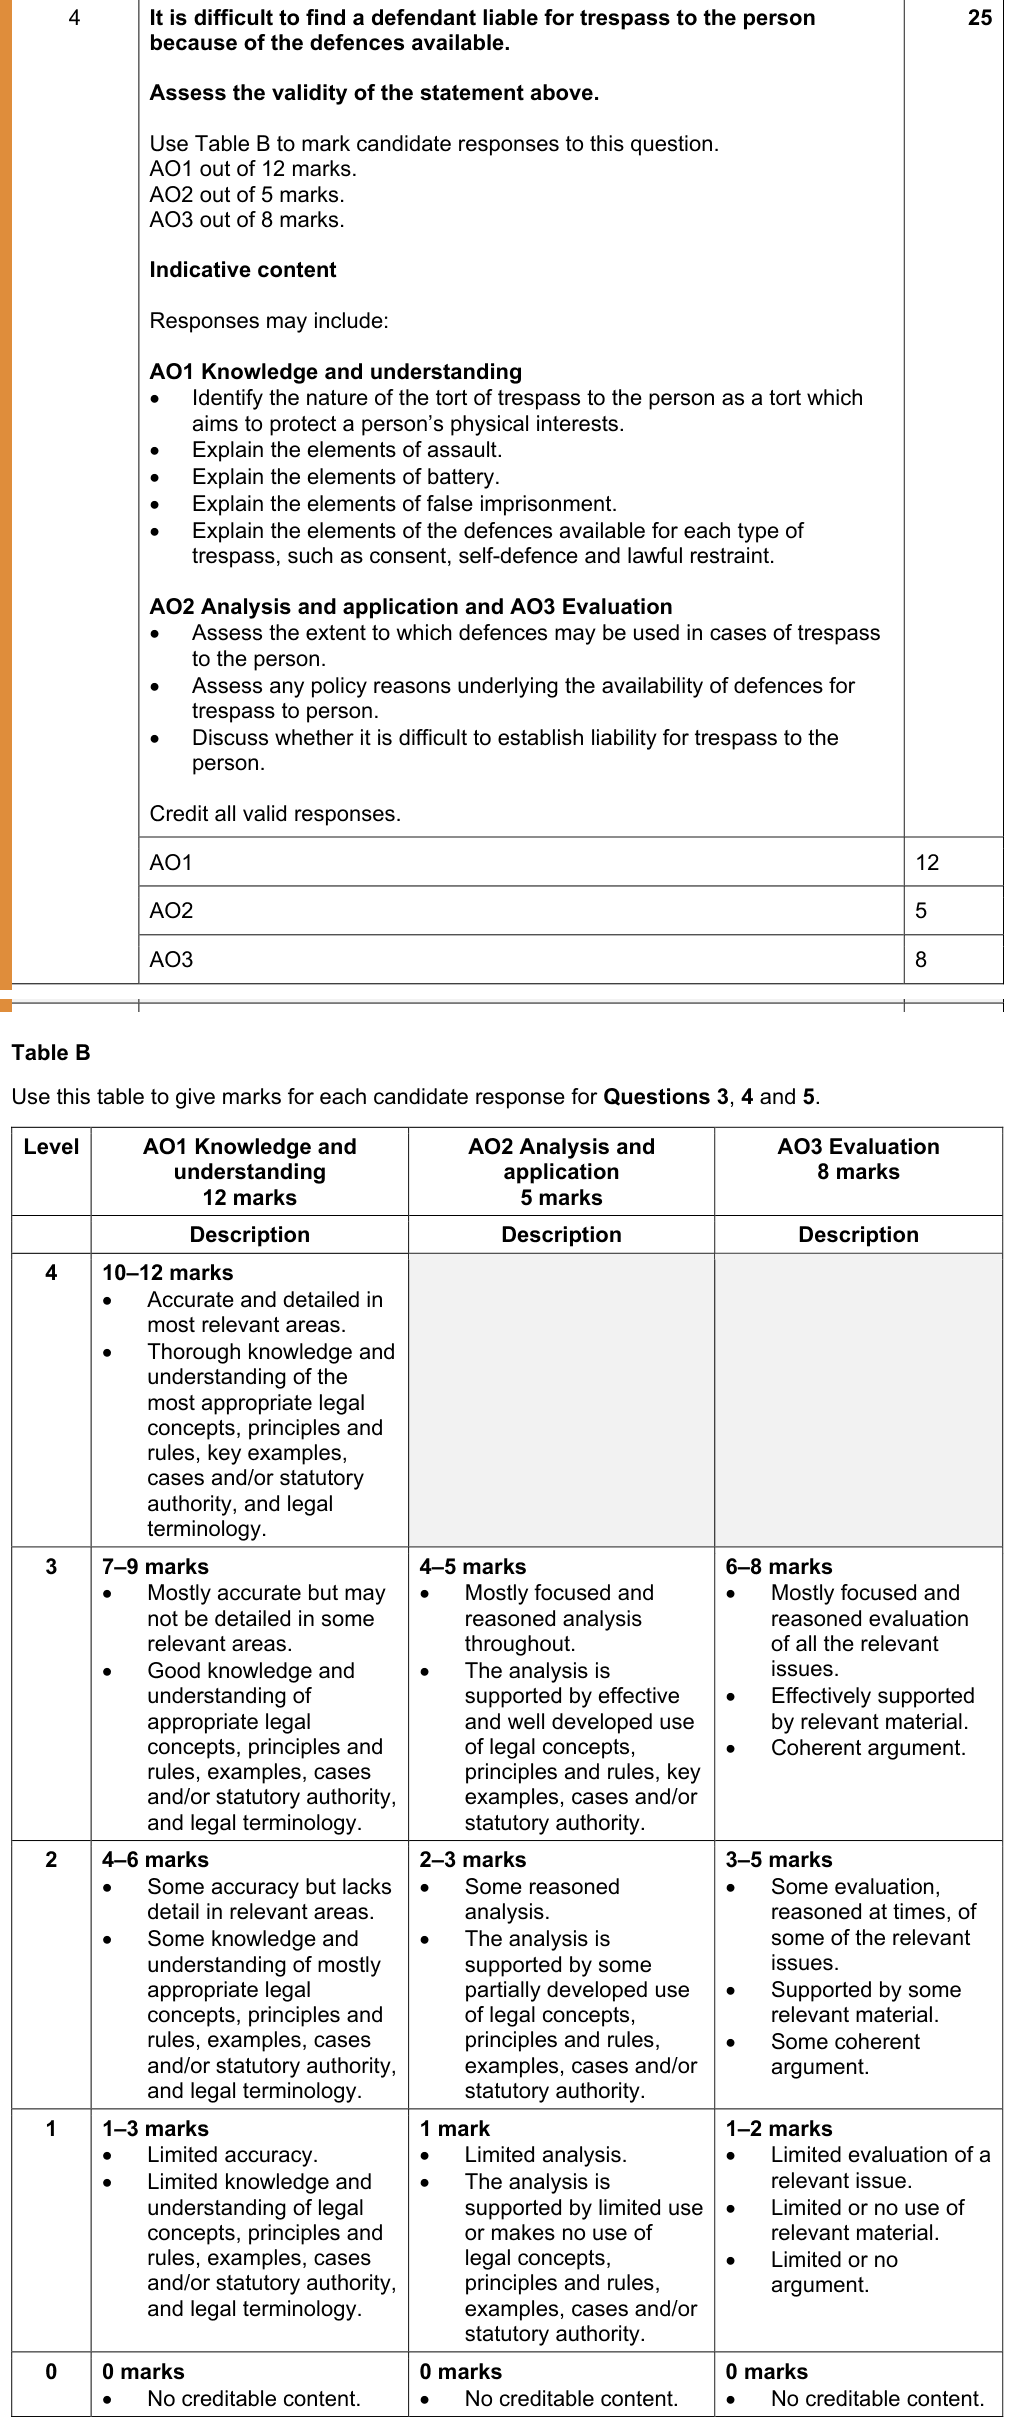 4
It is difficult to find a defendant liable for trespass to the person
because of the defences available.
25
Assess the validity of the statement above.
Use Table B to mark candidate responses to this question.
AO1 out of 12 marks.
AO2 out of 5 marks.
AO3 out of 8 marks.
Indicative content
Responses may include:
AO1 Knowledge and understanding
• Identify the nature of the tort of trespass to the person as a tort which
aims to protect a person’s physical interests.
• Explain the elements of assault.
• Explain the elements of battery.
• Explain the elements of false imprisonment.
• Explain the elements of the defences available for each type of
trespass, such as consent, self-defence and lawful restraint.
AO2 Analysis and application and AO3 Evaluation
• Assess the extent to which defences may be used in cases of trespass
to the person.
• Assess any policy reasons underlying the availability of defences for
trespass to person.
• Discuss whether it is difficult to establish liability for trespass to the
person.
Credit all valid responses.
AO1 12
AO2 5
AO3 8
Table B
Use this table to give marks for each candidate response for Questions 3, 4 and 5.
Level
AO1 Knowledge and
understanding
12 marks
AO2 Analysis and
application
5 marks
AO3 Evaluation
8 marks
Description
Description
Description
4
10–12 marks
• Accurate and detailed in
most relevant areas.
• Thorough knowledge and
understanding of the
most appropriate legal
concepts, principles and
rules, key examples,
cases and/or statutory
authority, and legal
terminology.
3
7–9 marks
• Mostly accurate but may
not be detailed in some
relevant areas.
• Good knowledge and
understanding of
appropriate legal
concepts, principles and
rules, examples, cases
and/or statutory authority,
and legal terminology.
4–5 marks
• Mostly focused and
reasoned analysis
throughout.
• The analysis is
supported by effective
and well developed use
of legal concepts,
principles and rules, key
examples, cases and/or
statutory authority.
6–8 marks
• Mostly focused and
reasoned evaluation
of all the relevant
issues.
• Effectively supported
by relevant material.
• Coherent argument.
2
4–6 marks
• Some accuracy but lacks
detail in relevant areas.
• Some knowledge and
understanding of mostly
appropriate legal
concepts, principles and
rules, examples, cases
and/or statutory authority,
and legal terminology.
2–3 marks
• Some reasoned
analysis.
• The analysis is
supported by some
partially developed use
of legal concepts,
principles and rules,
examples, cases and/or
statutory authority.
3–5 marks
• Some evaluation,
reasoned at times, of
some of the relevant
issues.
• Supported by some
relevant material.
• Some coherent
argument.
1
1–3 marks
• Limited accuracy.
• Limited knowledge and
understanding of legal
concepts, principles and
rules, examples, cases
and/or statutory authority,
and legal terminology.
1 mark
• Limited analysis.
• The analysis is
supported by limited use
or makes no use of
legal concepts,
principles and rules,
examples, cases and/or
statutory authority.
1–2 marks
• Limited evaluation of a
relevant issue.
• Limited or no use of
relevant material.
• Limited or no
argument.
0
0 marks
• No creditable content.
0 marks
• No creditable content.
0 marks
• No creditable content.